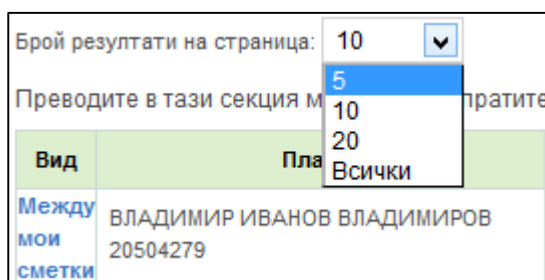 Брой резултати на страница: 10
5
10
20
Всички
Преводите в тази секция
Вид
Между мои сметки
ВЛАДИМИР ИВАНОВ ВЛАДИМИРОВ
20504279